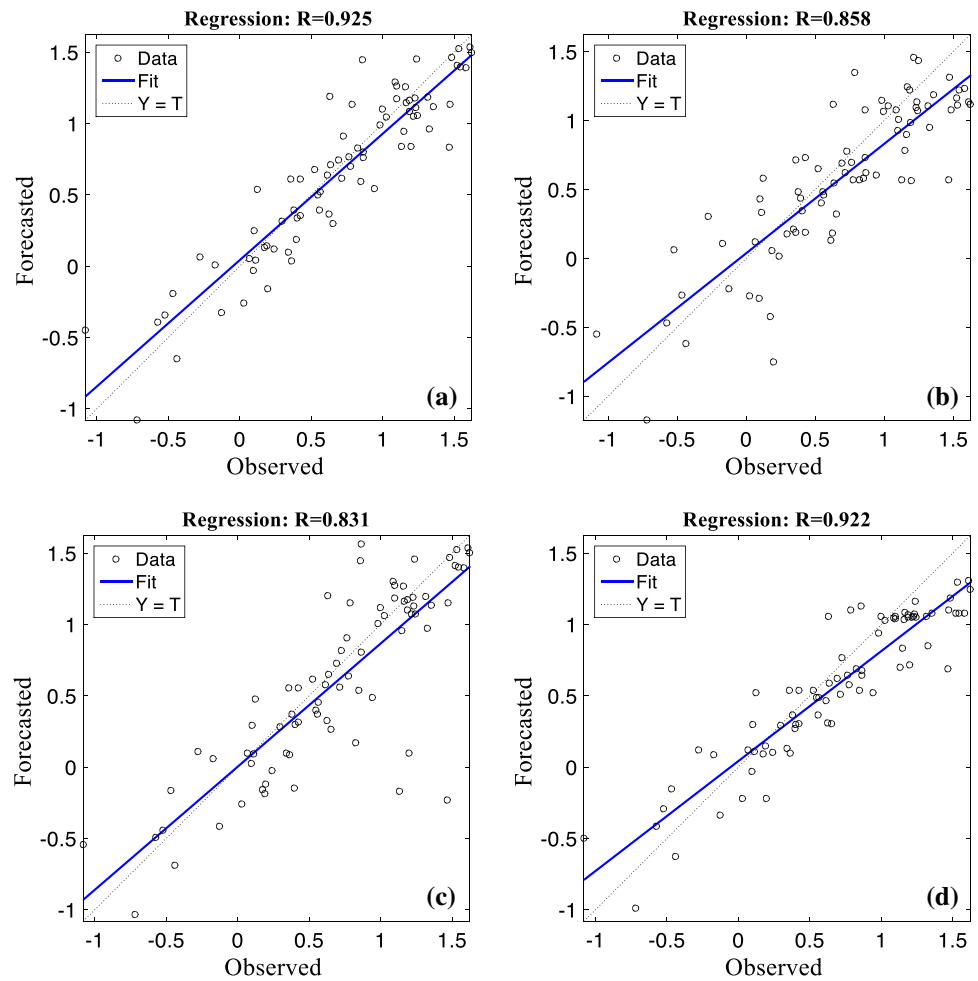 Regression: R=0.925
Data
Fit
Y = T
1.5
1
0.5
0
-0.5
-1
Forecasted
-1 -0.5 0 0.5 1 1.5
Observed
(a)
Regression: R=0.858
Data
Fit
Y = T
1.5
1
0.5
0
-0.5
-1
Forecasted
-1 -0.5 0 0.5 1 1.5
Observed
(b)
Regression: R=0.831
Data
Fit
Y = T
1.5
1
0.5
0
-0.5
-1
Forecasted
-1 -0.5 0 0.5 1 1.5
Observed
(c)
Regression: R=0.922
Data
Fit
Y = T
1.5
1
0.5
0
-0.5
-1
Forecasted
-1 -0.5 0 0.5 1 1.5
Observed
(d)